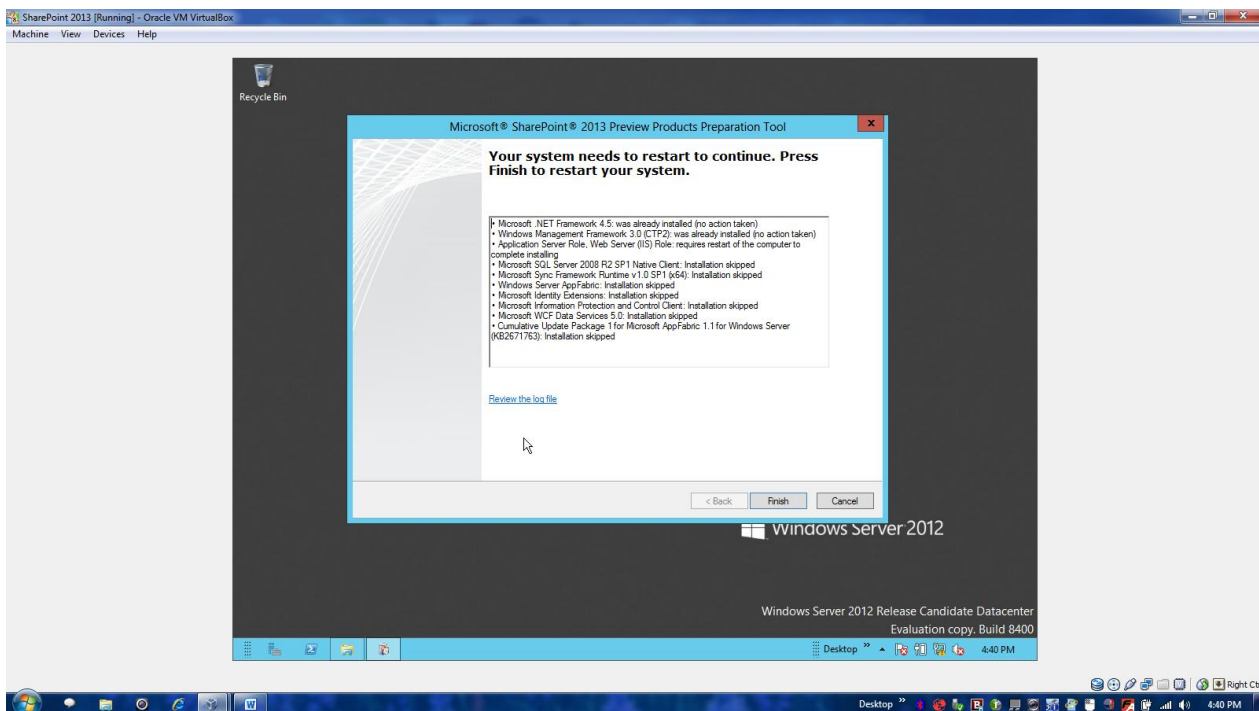 SharePoint 2013 [Running] - Oracle VM VirtualBox
Machine View Devices Help
Recycle Bin
Microsoft® SharePoint® 2013 Preview Products Preparation Tool
x
Your system needs to restart to continue. Press
Finish to restart your system.
• Microsoft .NET Framework 4.5: was already installed (no action taken)
• Windows Management Framework 3.0 (CTP2): was already installed (no action taken)
• Application Server Role, Web Server (IIS) Role: requires restart of the computer to
complete installing
• Microsoft SQL Server 2008 R2 SP1 Native Client: Installation skipped
• Microsoft Sync Framework Runtime v1.0 SP1 (x64): Installation skipped
• Windows Server AppFabric: Installation skipped
• Microsoft Identity Extensions: Installation skipped
• Microsoft Information Protection and Control Client: Installation skipped
• Microsoft WCF Data Services 5.0: Installation skipped
• Cumulative Update Package 1 for Microsoft AppFabric 1.1 for Windows Server
(KB2671763): Installation skipped
Review the log file
< Back Finish Cancel
Windows Server 2012
Windows Server 2012 Release Candidate Datacenter
Evaluation copy. Build 8400
Desktop » 4:40 PM
Right Ct
Desktop » 4:40 PM